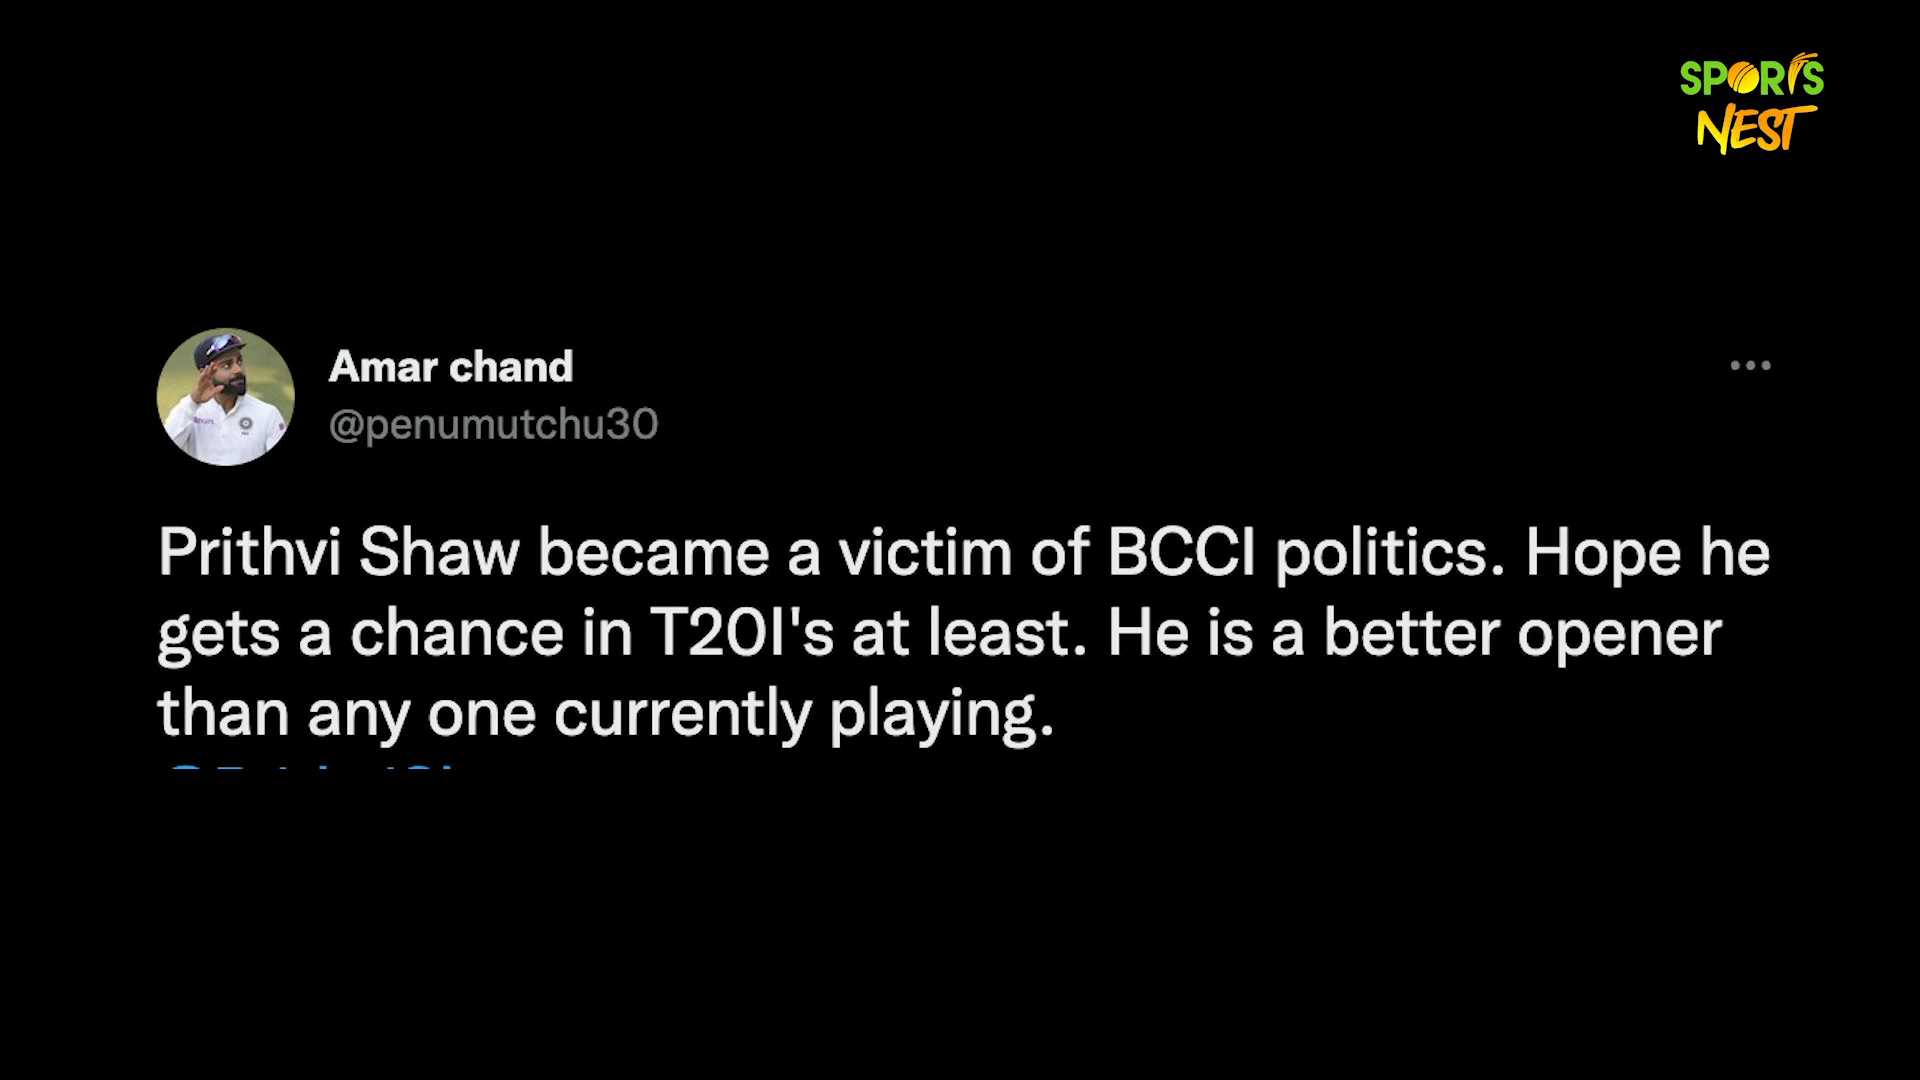 SPORTS
NEST
Amar chand
@penumutchu30
Prithvi Shaw became a victim of BCCI politics. Hope he
gets a chance in T20I's at least. He is a better opener
than any one currently playing.